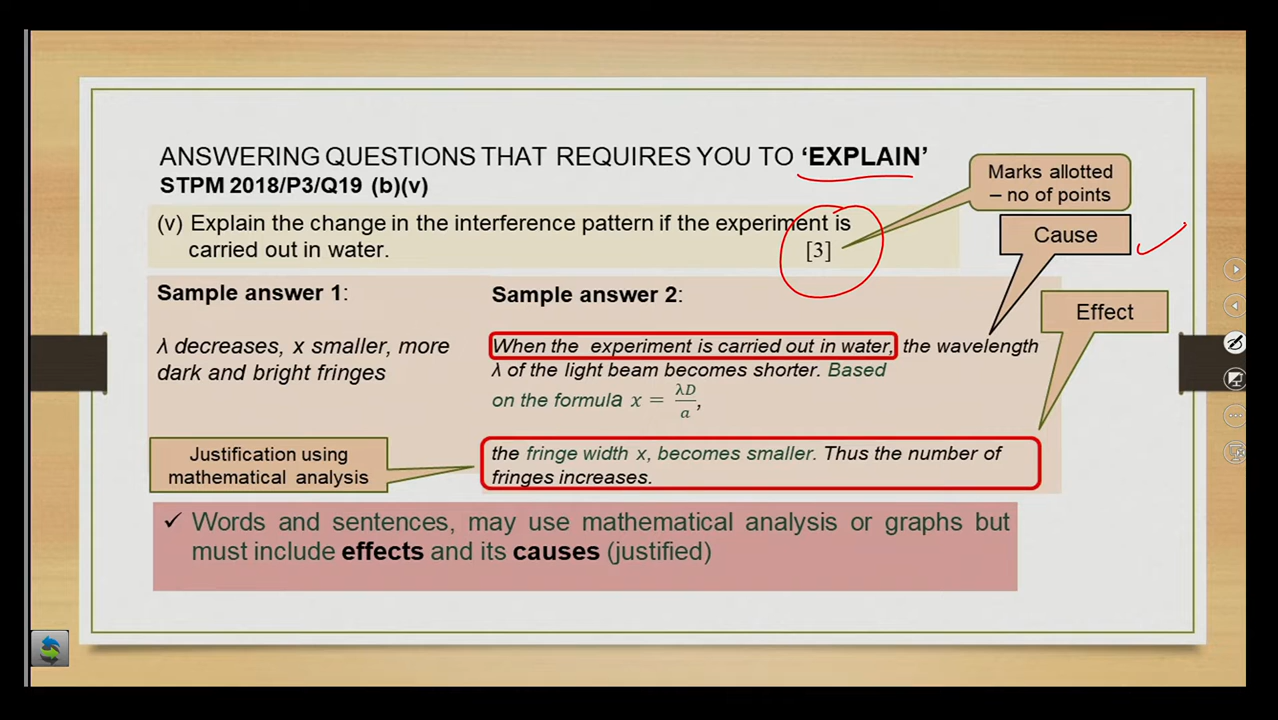 ANSWERING QUESTIONS THAT REQUIRES YOU TO ‘EXPLAIN’
STPM 2018/P3/Q19 (b)(v)
Marks allotted
– no of points
(v) Explain the change in the interference pattern if the experiment is
carried out in water. [3]
Cause
Effect
Sample answer 1:
λ decreases, x smaller, more
dark and bright fringes
Sample answer 2:
When the experiment is carried out in water, the wavelength
λ of the light beam becomes shorter. Based
on the formula x = λD/a,
the fringe width x, becomes smaller. Thus the number of
fringes increases.
Justification using
mathematical analysis
✓ Words and sentences, may use mathematical analysis or graphs but
must include effects and its causes (justified)